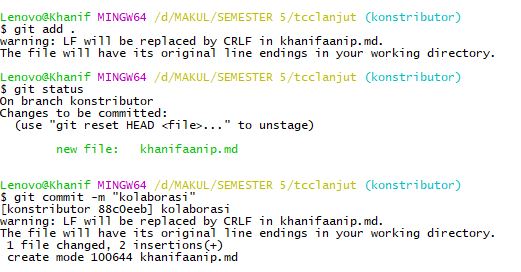 Lenovo@Khanif MINGW64 /d/MAKUL/SEMESTER 5/tcclanjut (konstributor)
$ git add .
warning: LF will be replaced by CRLF in khanifaanip.md.
The file will have its original line endings in your working directory.
Lenovo@Khanif MINGW64 /d/MAKUL/SEMESTER 5/tcclanjut (konstributor)
$ git status
On branch konstributor
Changes to be committed:
  (use "git reset HEAD <file>..." to unstage)
        new file:   khanifaanip.md
Lenovo@Khanif MINGW64 /d/MAKUL/SEMESTER 5/tcclanjut (konstributor)
$ git commit -m "kolaborasi"
[konstributor 88c0eeb] kolaborasi
warning: LF will be replaced by CRLF in khanifaanip.md.
The file will have its original line endings in your working directory.
 1 file changed, 2 insertions(+)
 create mode 100644 khanifaanip.md